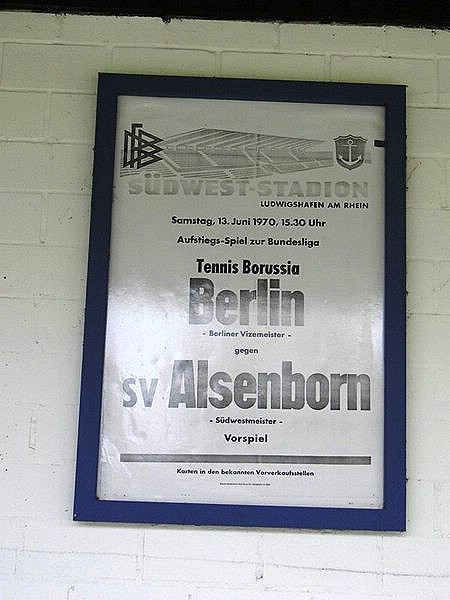 DFB
SÜDWEST-STADION
LUDWIGSHAFEN AM RHEIN
Samstag, 13. Juni 1970, 15.30 Uhr
Aufstiegs-Spiel zur Bundesliga
Tennis Borussia
Berlin
- Berliner Vizemeister -
gegen
SV Alsenborn
- Südwestmeister -
Vorspiel
Karten in den bekannten Vorverkaufsstellen